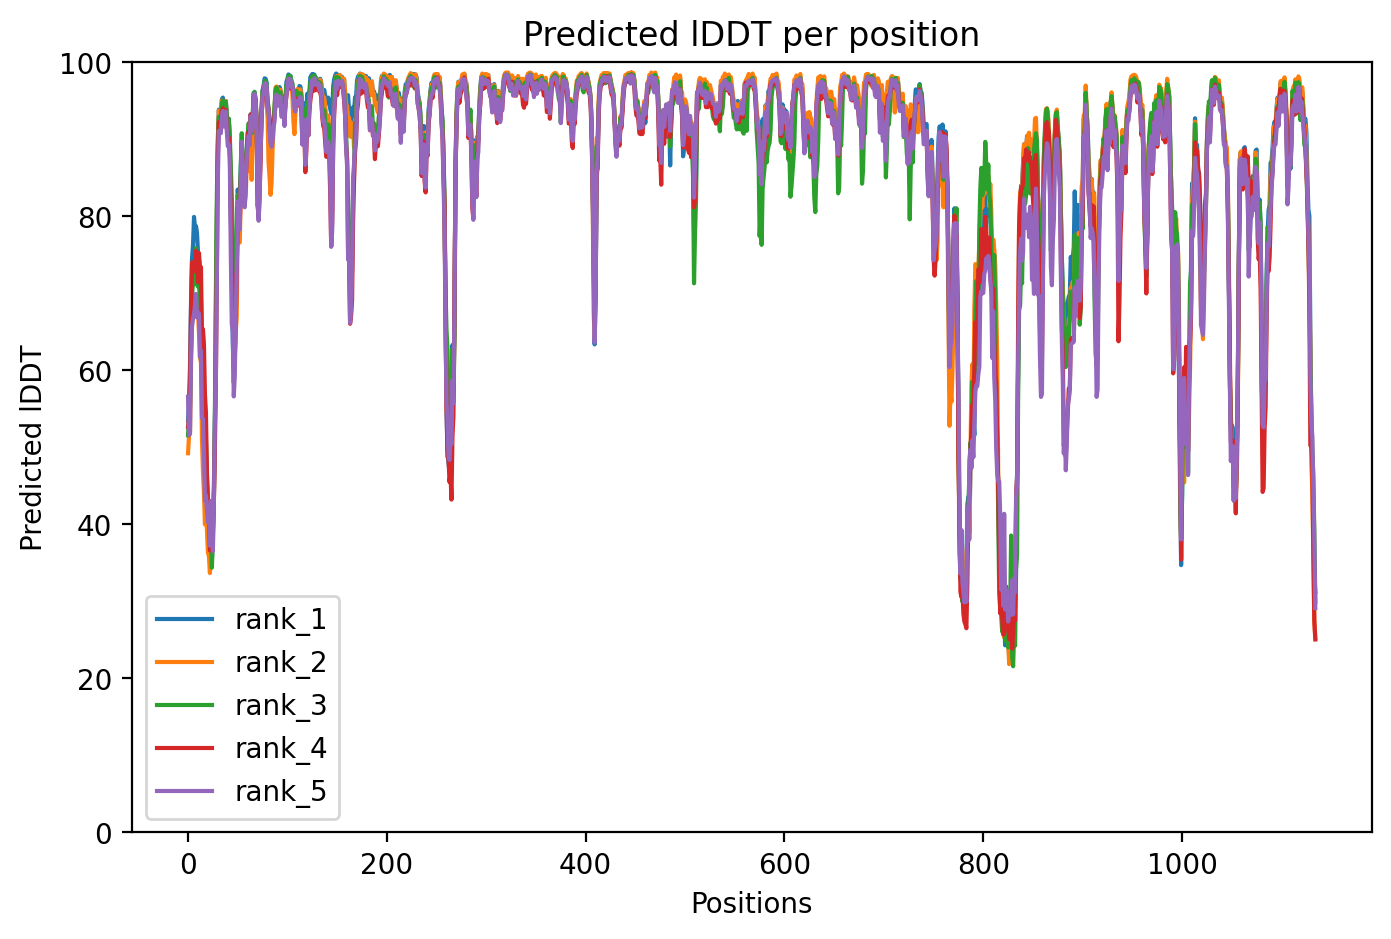 Predicted lDDT per position
100
80
60
40
20
0
Predicted lDDT
rank_1
rank_2
rank_3
rank_4
rank_5
0 200 400 600 800 1000
Positions